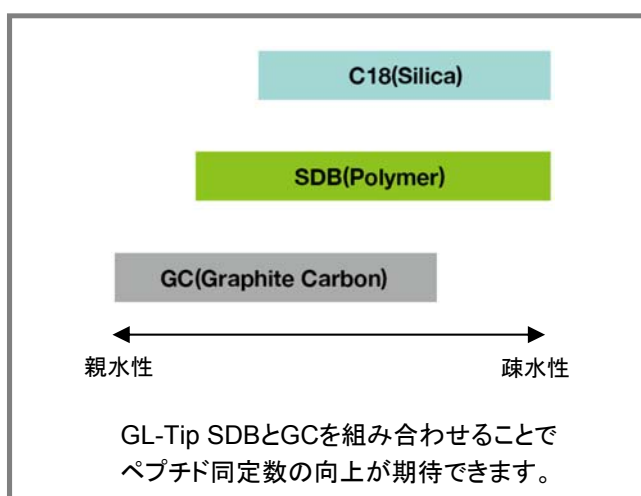 C18(Silica)
SDB(Polymer)
GC(Graphite Carbon)
親水性
疎水性
GL-Tip SDBとGCを組み合わせることで
ペプチド同定数の向上が期待できます。